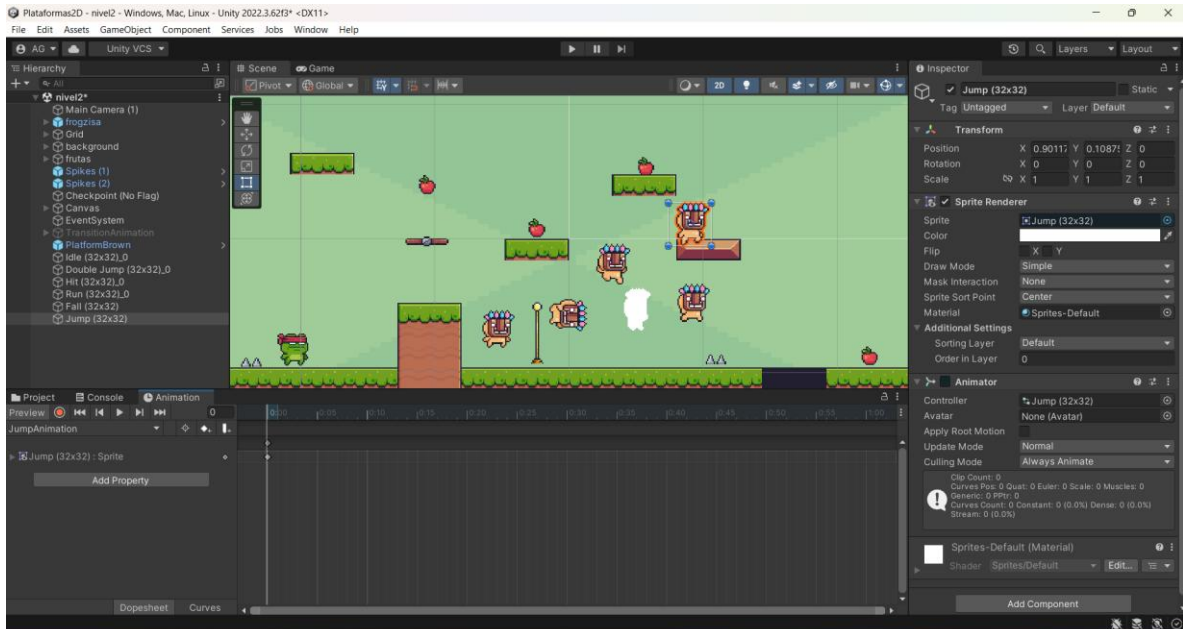 Plataformas2D - nivel2 - Windows, Mac, Linux - Unity 2022.3.62f3* <DX11>
File Edit Assets GameObject Component Services Jobs Window Help
AG Unity VCS Layers Layout
Hierarchy
All
nivel2*
Main Camera (1)
frogzisa
Grid
background
frutas
Spikes (1)
Spikes (2)
Checkpoint (No Flag)
Canvas
EventSystem
TransitionAnimation
PlatformBrown
Idle (32x32)_0
Double Jump (32x32)_0
Hit (32x32)_0
Run (32x32)_0
Fall (32x32)
Jump (32x32)
Scene Game
Pivot Global 2D
Inspector
Jump (32x32) Static
Tag Untagged Layer Default
Transform
Position X 0.90117 Y 0.10875 Z 0
Rotation X 0 Y 0 Z 0
Scale X 1 Y 1 Z 1
Sprite Renderer
Sprite Jump (32x32)
Color
Flip X Y
Draw Mode Simple
Mask Interaction None
Sprite Sort Point Center
Material Sprites-Default
Additional Settings
Sorting Layer Default
Order in Layer 0
Animator
Controller Jump (32x32)
Avatar None (Avatar)
Apply Root Motion
Update Mode Normal
Culling Mode Always Animate
Clip Count: 0
Curves Pos: 0 Quat: 0 Euler: 0 Scale: 0 Muscles: 0
Generic: 0 PPtr: 0
Curves Count: 0 Constant: 0 (0.0%) Dense: 0 (0.0%)
Stream: 0 (0.0%)
Sprites-Default (Material)
Shader Sprites/Default Edit...
Add Component
Project Console Animation
Preview 0 0:00 0:05 0:10 0:15 0:20 0:25 0:30 0:35 0:40 0:45 0:50 0:55 1:00
JumpAnimation
Jump (32x32) : Sprite
Add Property
Dopesheet Curves